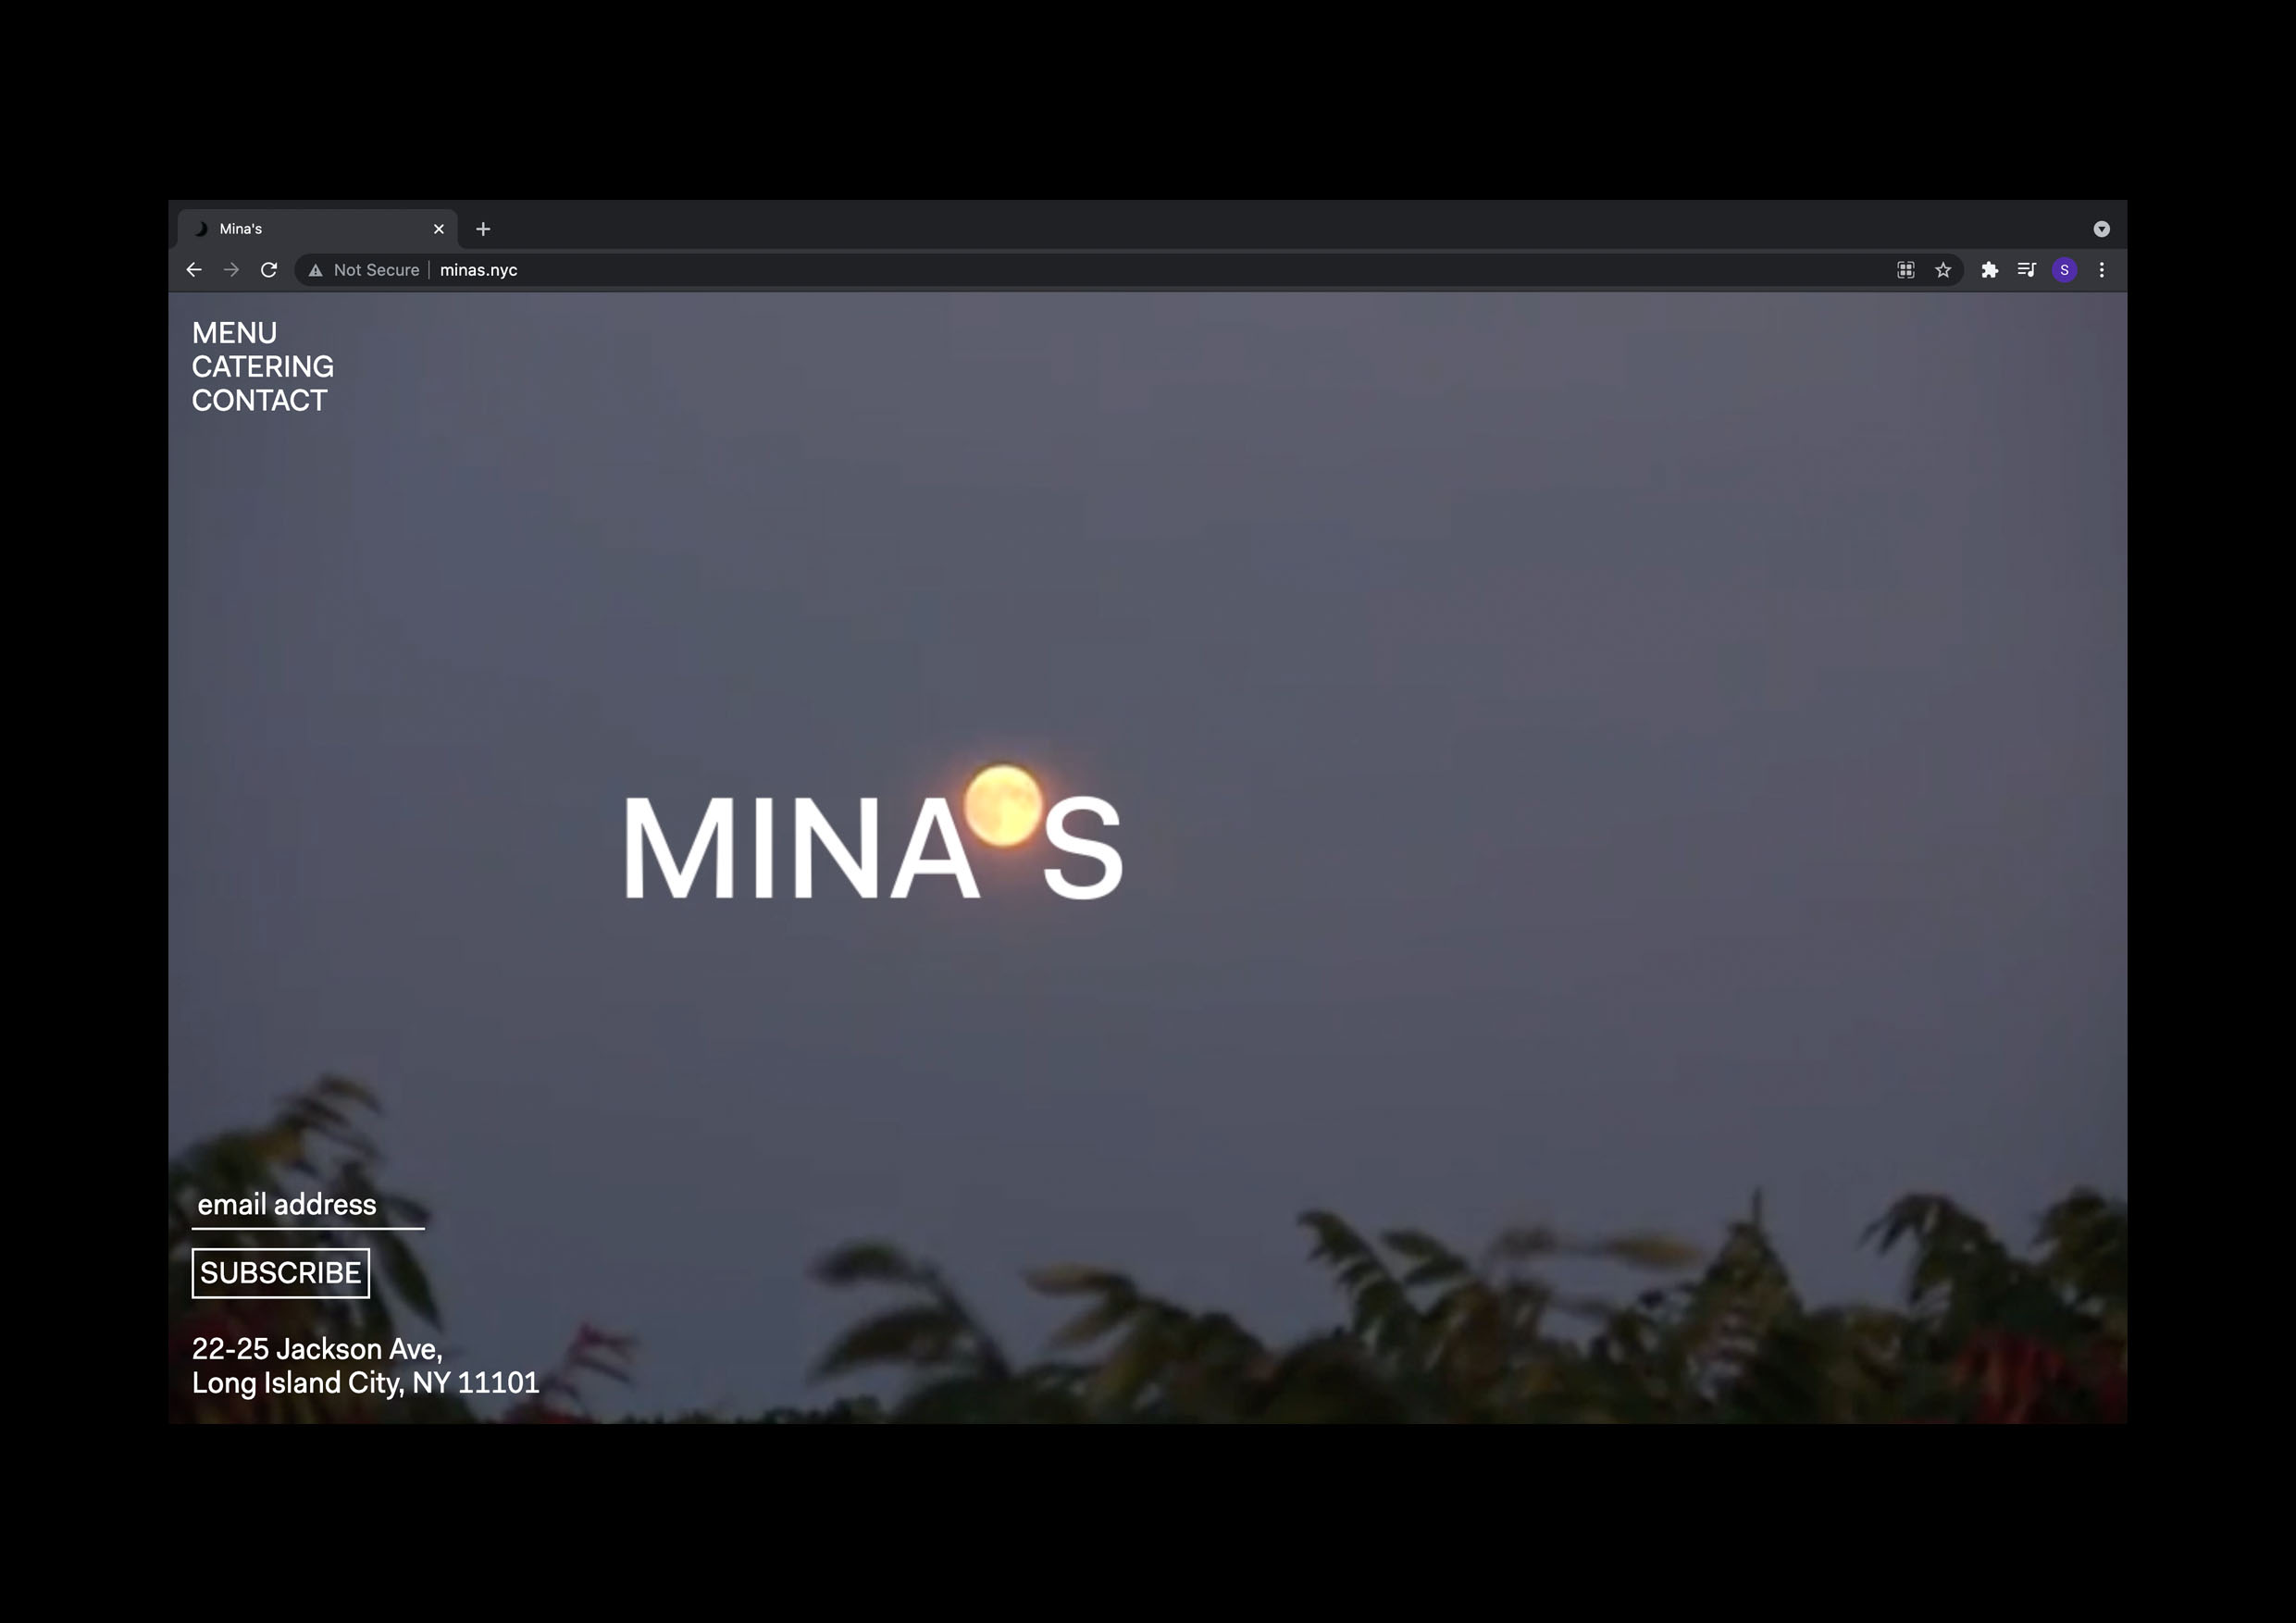 Mina's
Not Secure
minas.nyc
S
MENU
CATERING
CONTACT
MINA S
email address
SUBSCRIBE
22-25 Jackson Ave,
Long Island City, NY 11101